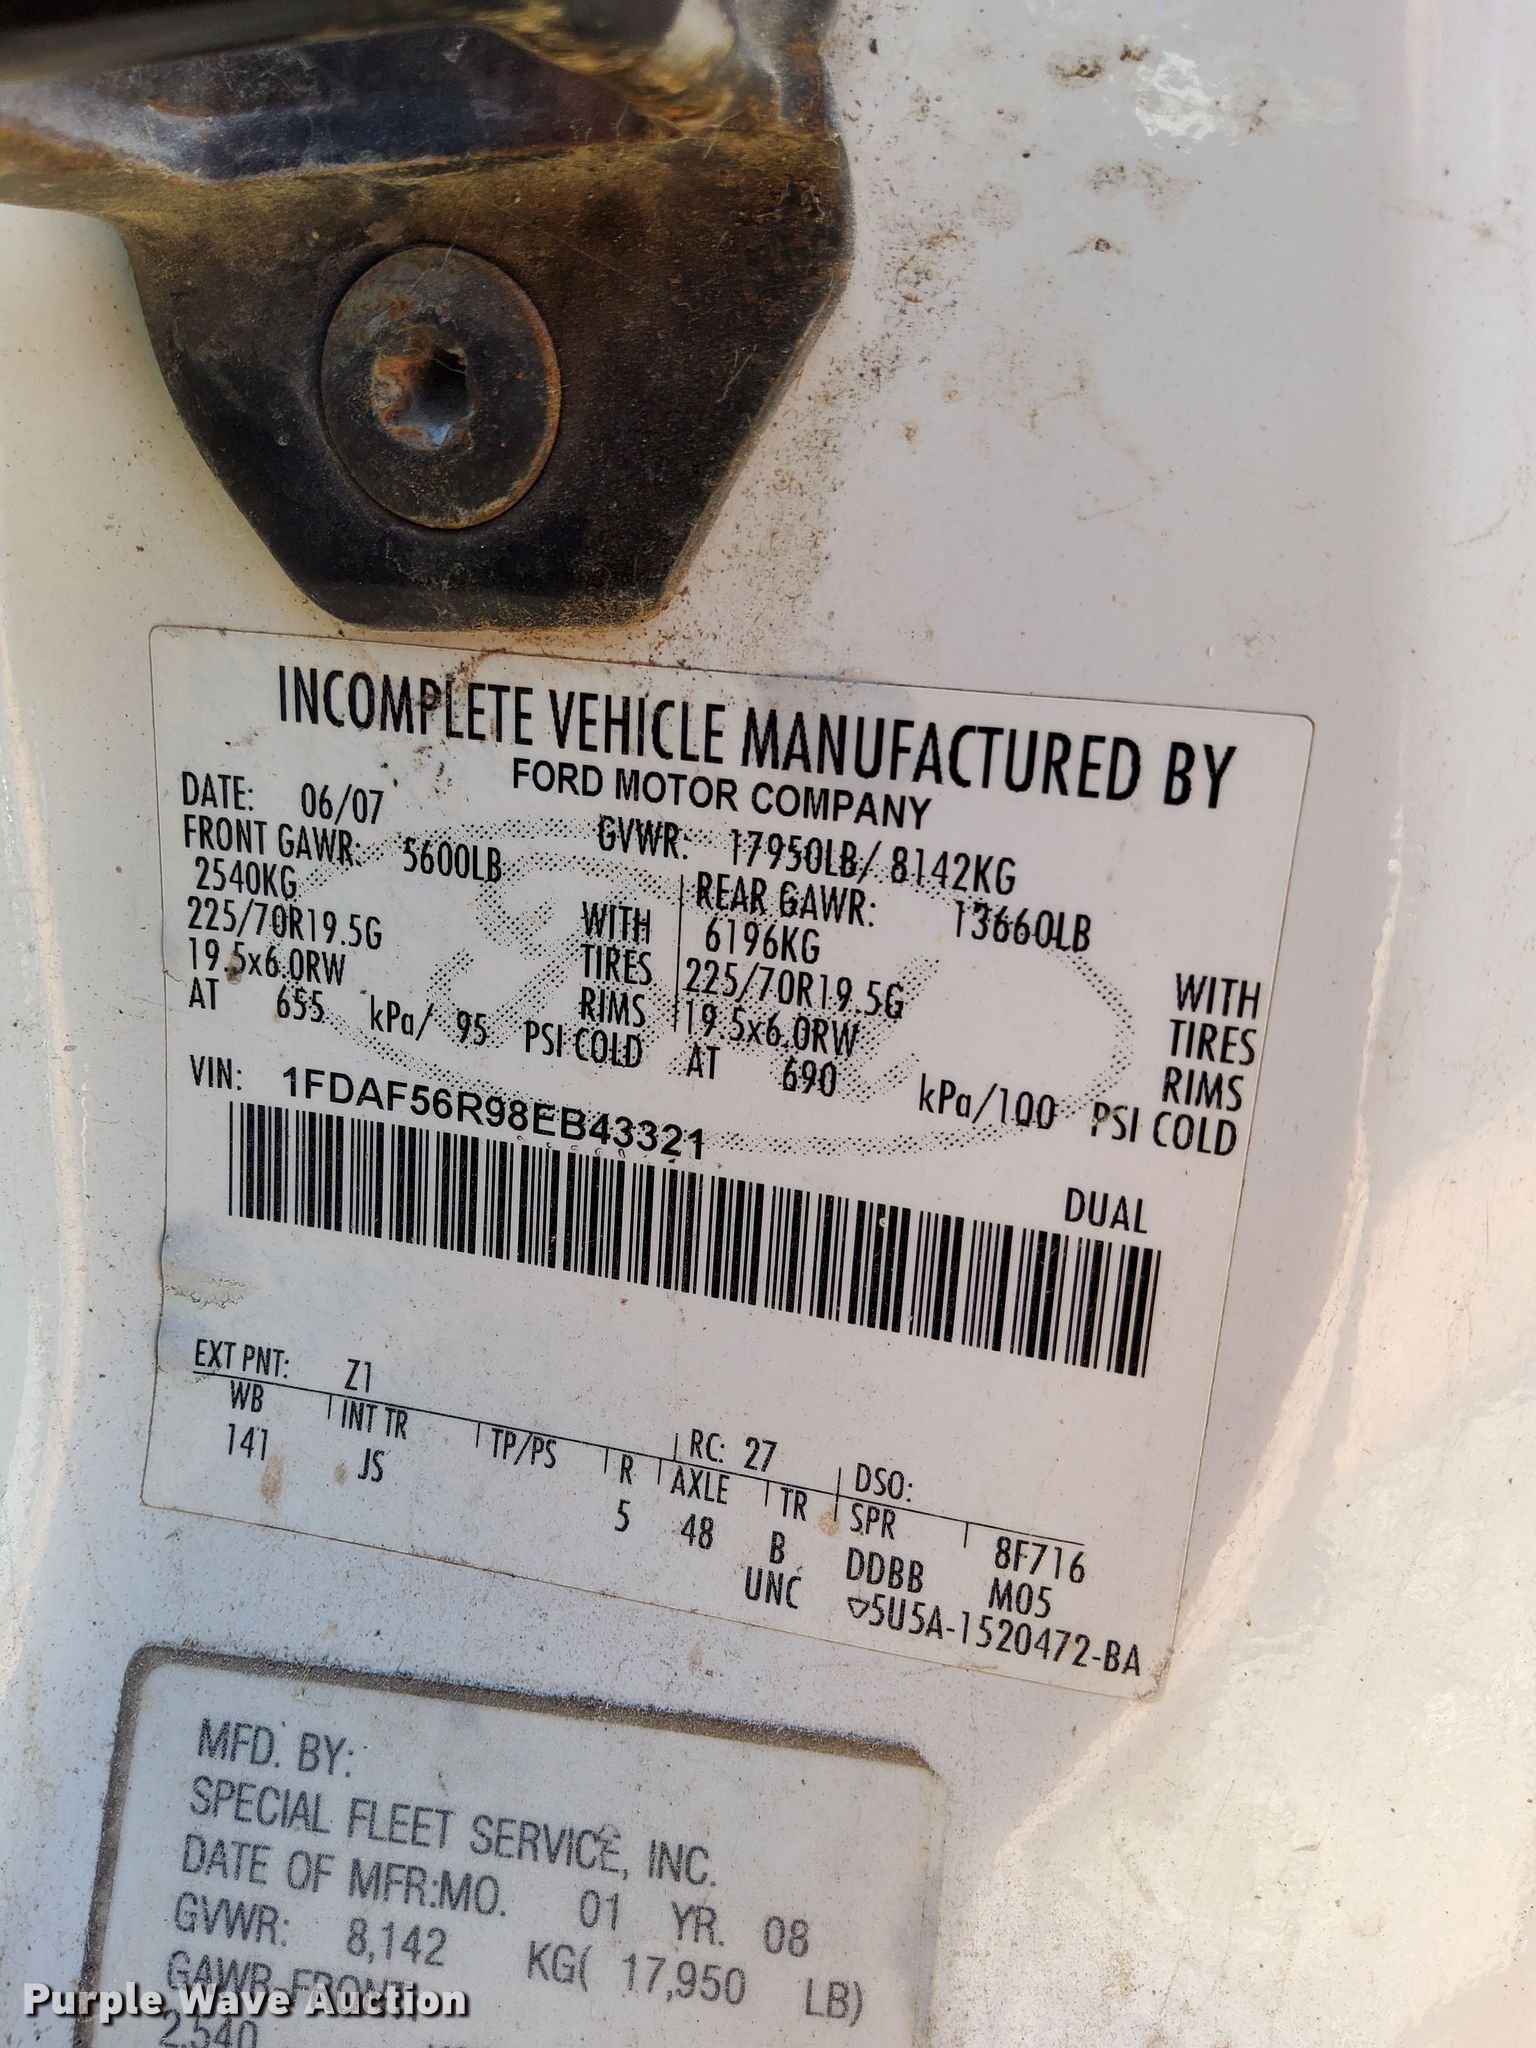 INCOMPLETE VEHICLE MANUFACTURED BY
FORD MOTOR COMPANY
DATE: 06/07
GVWR: 17950LB/ 8142KG
FRONT GAWR: 5600LB
2540KG
225/70R19.5G WITH TIRES
19.5x6.0RW RIMS
AT 655 kPa/ 95 PSI COLD
REAR GAWR: 13660LB
6196KG WITH
225/70R19.5G TIRES
19.5x6.0RW RIMS
AT 690 kPa/100 PSI COLD
VIN: 1FDAF56R98EB43321
DUAL
EXT PNT: Z1 RC: 27 DSO:
WB INT TR TP/PS R AXLE TR SPR 8F716
141 JS 5 48 B DDBB M05
UNC ▽5U5A-1520472-BA
MFD. BY:
SPECIAL FLEET SERVICE, INC.
DATE OF MFR:MO. 01 YR. 08
GVWR: 8,142 KG( 17,950 LB)
GAWR-FRONT:
2,540
Purple Wave Auction